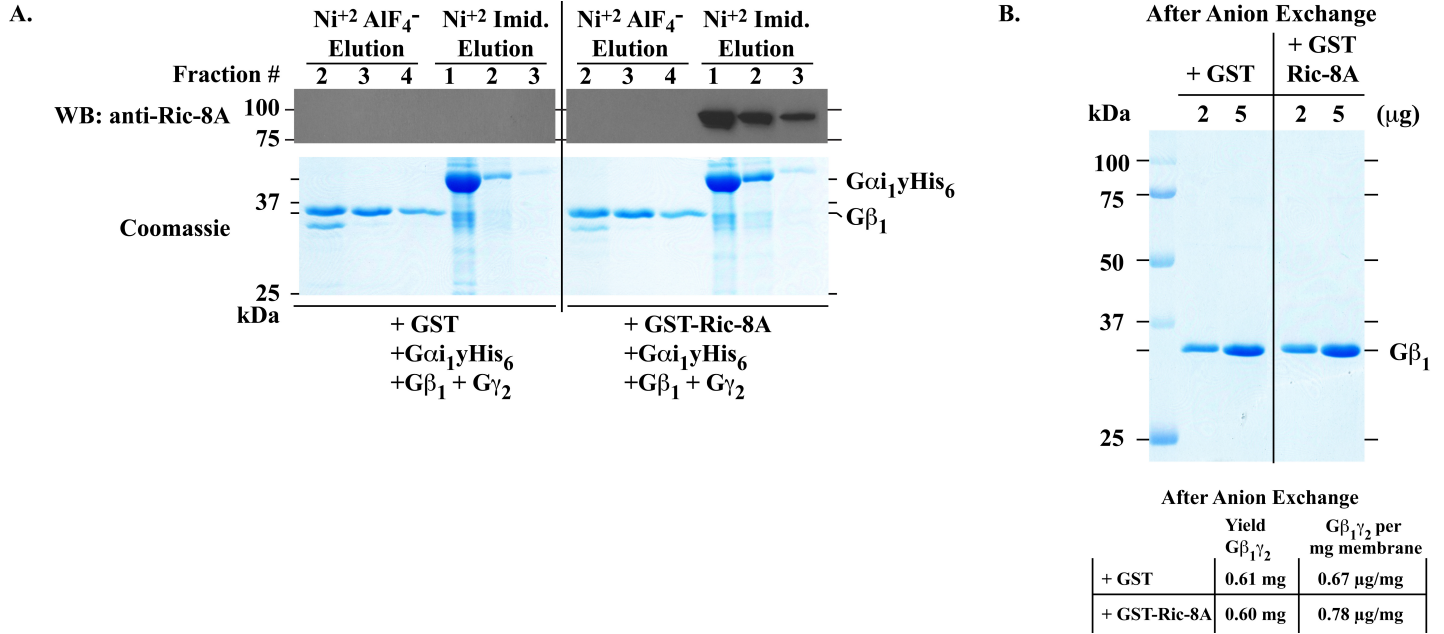 A.
Ni+2 AlF4- Ni+2 Imid. Ni+2 AlF4- Ni+2 Imid.
Elution Elution Elution Elution
Fraction # 2 3 4 1 2 3 2 3 4 1 2 3
WB: anti-Ric-8A
100
75
Coomassie
37
25
kDa
Gαi1yHis6
Gβ1
+ GST
+Gαi1yHis6
+Gβ1 + Gγ2
+ GST-Ric-8A
+Gαi1yHis6
+Gβ1 + Gγ2
B.
After Anion Exchange
+ GST
+ GST Ric-8A
kDa 2 5 2 5 (µg)
100
75
50
37
25
Gβ1
After Anion Exchange
Yield Gβ1γ2 per
Gβ1γ2 mg membrane
+ GST 0.61 mg 0.67 µg/mg
+ GST-Ric-8A 0.60 mg 0.78 µg/mg